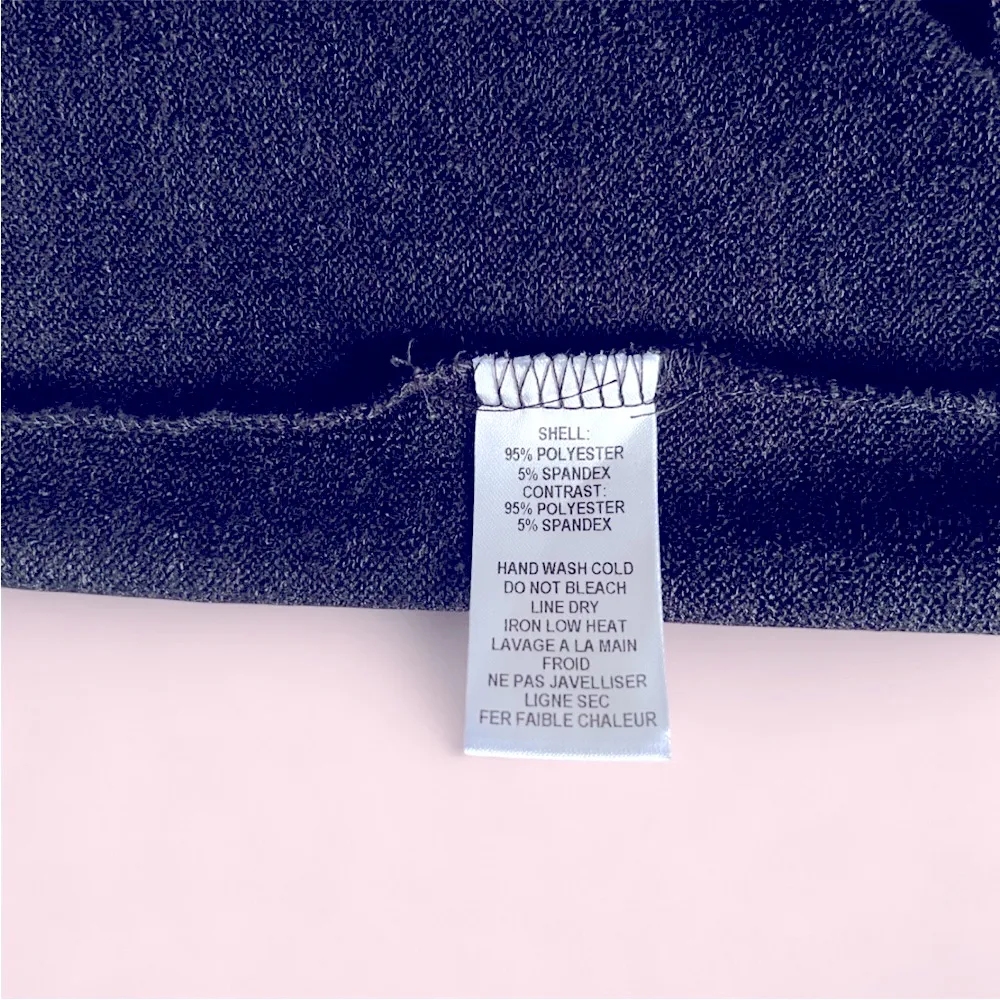 SHELL:
95% POLYESTER
5% SPANDEX
CONTRAST:
95% POLYESTER
5% SPANDEX
HAND WASH COLD
DO NOT BLEACH
LINE DRY
IRON LOW HEAT
LAVAGE A LA MAIN
FROID
NE PAS JAVELLISER
LIGNE SEC
FER FAIBLE CHALEUR